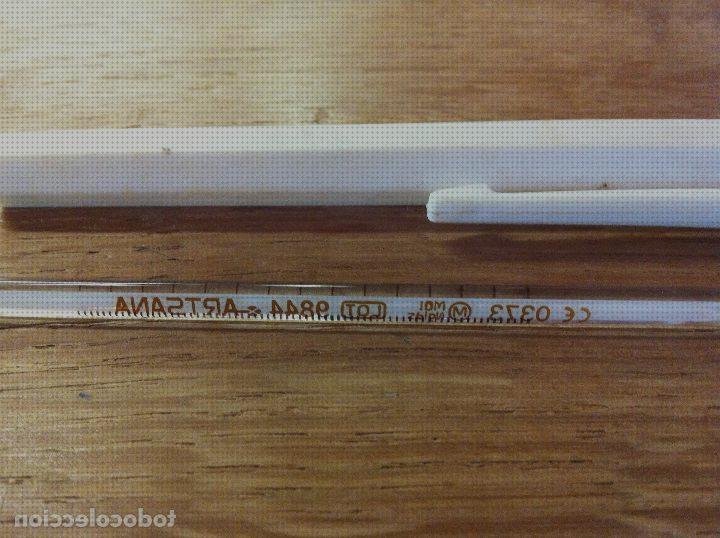 CE 0373 M LOT 9844 ARTSANA
todocoleccion